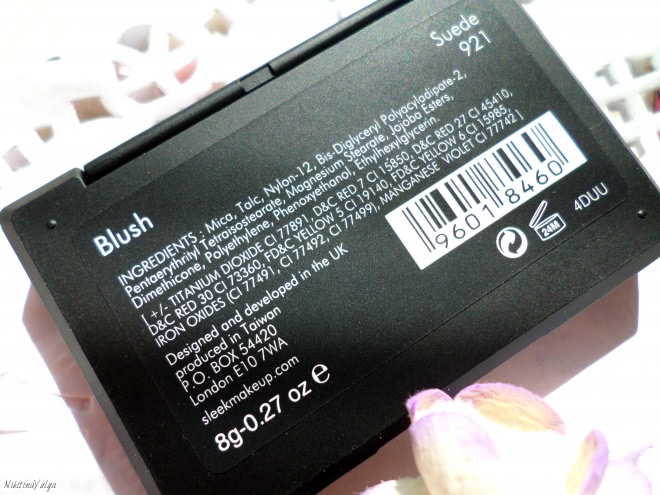 Suede
921
Blush
INGREDIENTS : Mica, Talc, Nylon-12, Bis-Diglyceryl Polyacyladipate-2,
Pentaerythrityl Tetraisostearate, Magnesium Stearate, Jojoba Esters,
Dimethicone, Polyethylene, Phenoxyethanol, Ethylhexylglycerin.
[ +/- TITANIUM DIOXIDE CI 77891, D&C RED 7 CI 15850, D&C RED 27 CI 45410,
D&C RED 30 CI 73360, FD&C YELLOW 5 CI 19140, FD&C YELLOW 6 CI 15985,
IRON OXIDES (CI 77491, CI 77492, CI 77499), MANGANESE VIOLET CI 77742 ]
Designed and developed in the UK
produced in Taiwan
P.O. BOX 54420
London E10 7WA
sleekmakeup.com
8g-0.27 oz e
96018460
24M
4DUU